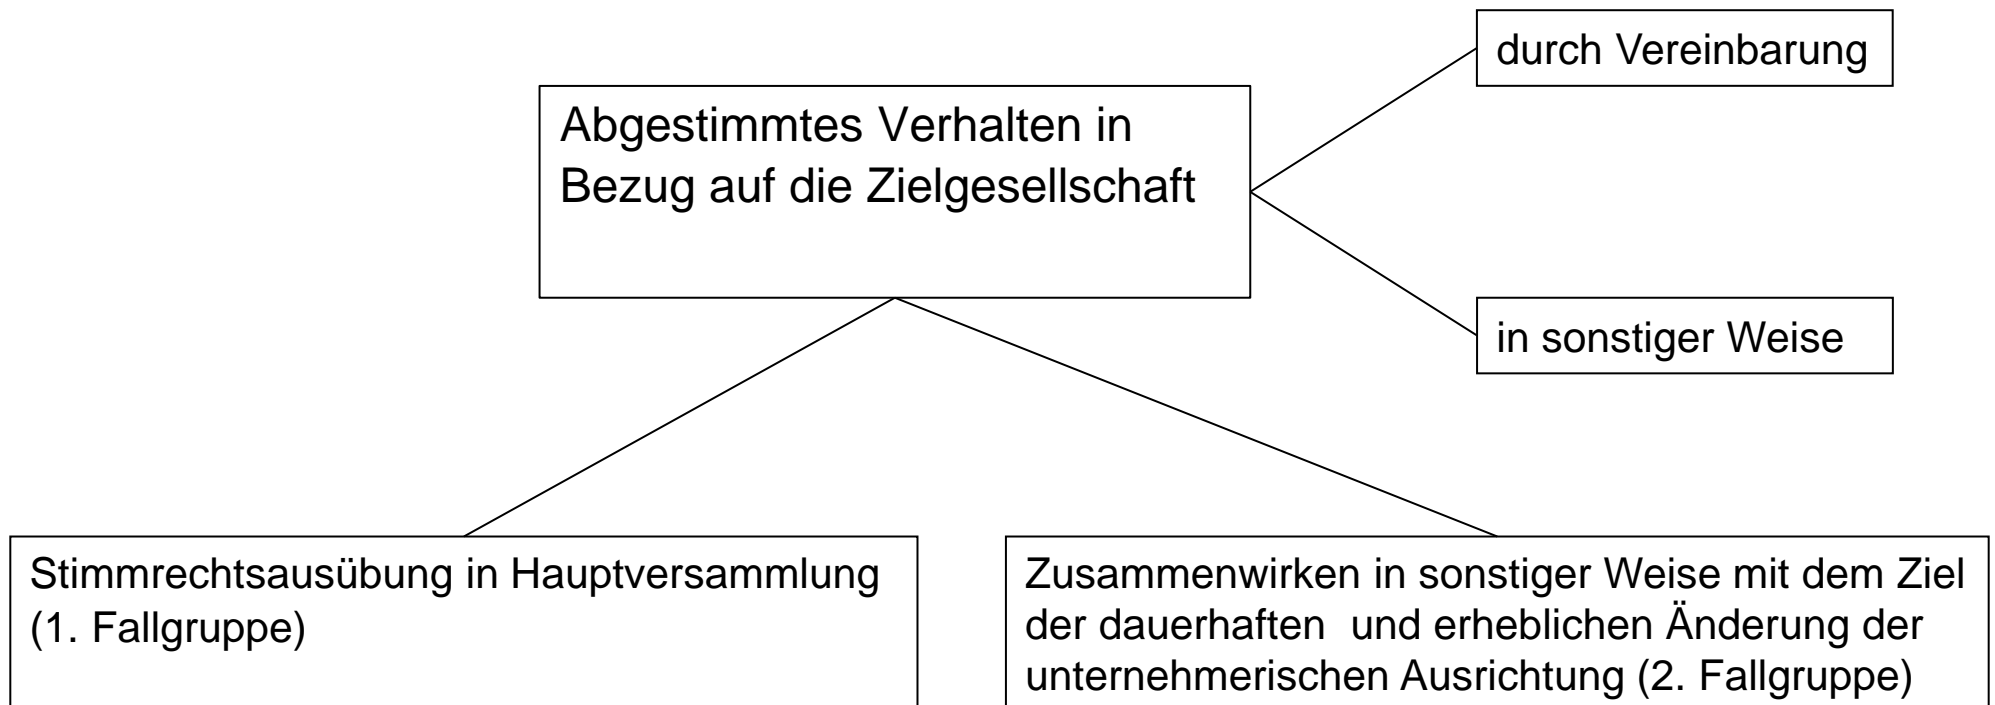 durch Vereinbarung
Abgestimmtes Verhalten in
Bezug auf die Zielgesellschaft
in sonstiger Weise
Stimmrechtsausübung in Hauptversammlung
(1. Fallgruppe)
Zusammenwirken in sonstiger Weise mit dem Ziel
der dauerhaften  und erheblichen Änderung der
unternehmerischen Ausrichtung (2. Fallgruppe)